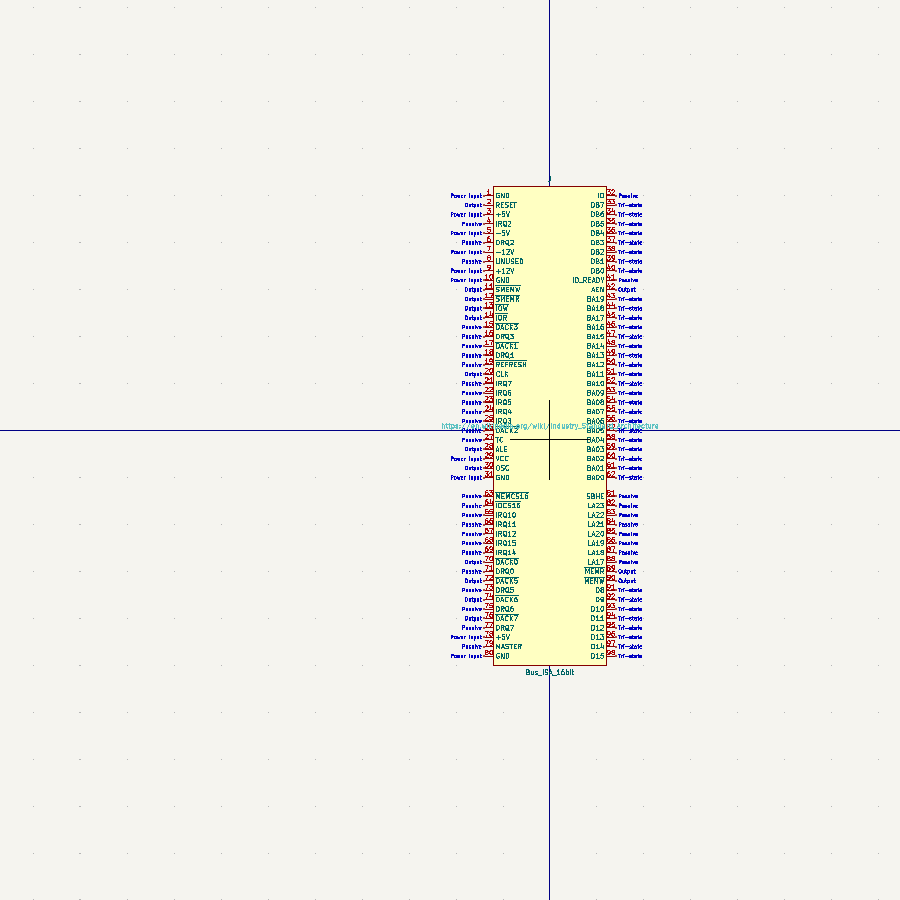 J
Power Input 1 GND IO 32 Passive
Output 2 RESET DB7 33 Tri-state
Power Input 3 +5V DB6 34 Tri-state
Passive 4 IRQ2 DB5 35 Tri-state
Power Input 5 -5V DB4 36 Tri-state
Passive 6 DRQ2 DB3 37 Tri-state
Power Input 7 -12V DB2 38 Tri-state
Passive 8 UNUSED DB1 39 Tri-state
Power Input 9 +12V DB0 40 Tri-state
Power Input 10 GND IO_READY 41 Passive
Output 11 SMEMW AEN 42 Output
Output 12 SMEMR BA19 43 Tri-state
Output 13 IOW BA18 44 Tri-state
Output 14 IOR BA17 45 Tri-state
Passive 15 DACK3 BA16 46 Tri-state
Passive 16 DRQ3 BA15 47 Tri-state
Passive 17 DACK1 BA14 48 Tri-state
Passive 18 DRQ1 BA13 49 Tri-state
Passive 19 REFRESH BA12 50 Tri-state
Output 20 CLK BA11 51 Tri-state
Passive 21 IRQ7 BA10 52 Tri-state
Passive 22 IRQ6 BA09 53 Tri-state
Passive 23 IRQ5 BA08 54 Tri-state
Passive 24 IRQ4 BA07 55 Tri-state
Passive 25 IRQ3 BA06 56 Tri-state
DACK2 BA05 Tri-state
Passive 27 TC BA04 58 Tri-state
Output 28 ALE BA03 59 Tri-state
Power Input 29 VCC BA02 60 Tri-state
Output 30 OSC BA01 61 Tri-state
Power Input 31 GND BA00 62 Tri-state
Passive 63 MEMCS16 SBHE 81 Passive
Passive 64 IOCS16 LA23 82 Passive
Passive 65 IRQ10 LA22 83 Passive
Passive 66 IRQ11 LA21 84 Passive
Passive 67 IRQ12 LA20 85 Passive
Passive 68 IRQ15 LA19 86 Passive
Passive 69 IRQ14 LA18 87 Passive
Output 70 DACK0 LA17 88 Passive
Passive 71 DRQ0 MEMR 89 Output
Output 72 DACK5 MEMW 90 Output
Passive 73 DRQ5 D8 91 Tri-state
Output 74 DACK6 D9 92 Tri-state
Passive 75 DRQ6 D10 93 Tri-state
Output 76 DACK7 D11 94 Tri-state
Passive 77 DRQ7 D12 95 Tri-state
Power Input 78 +5V D13 96 Tri-state
Passive 79 MASTER D14 97 Tri-state
Power Input 80 GND D15 98 Tri-state
Bus_ISA_16bit